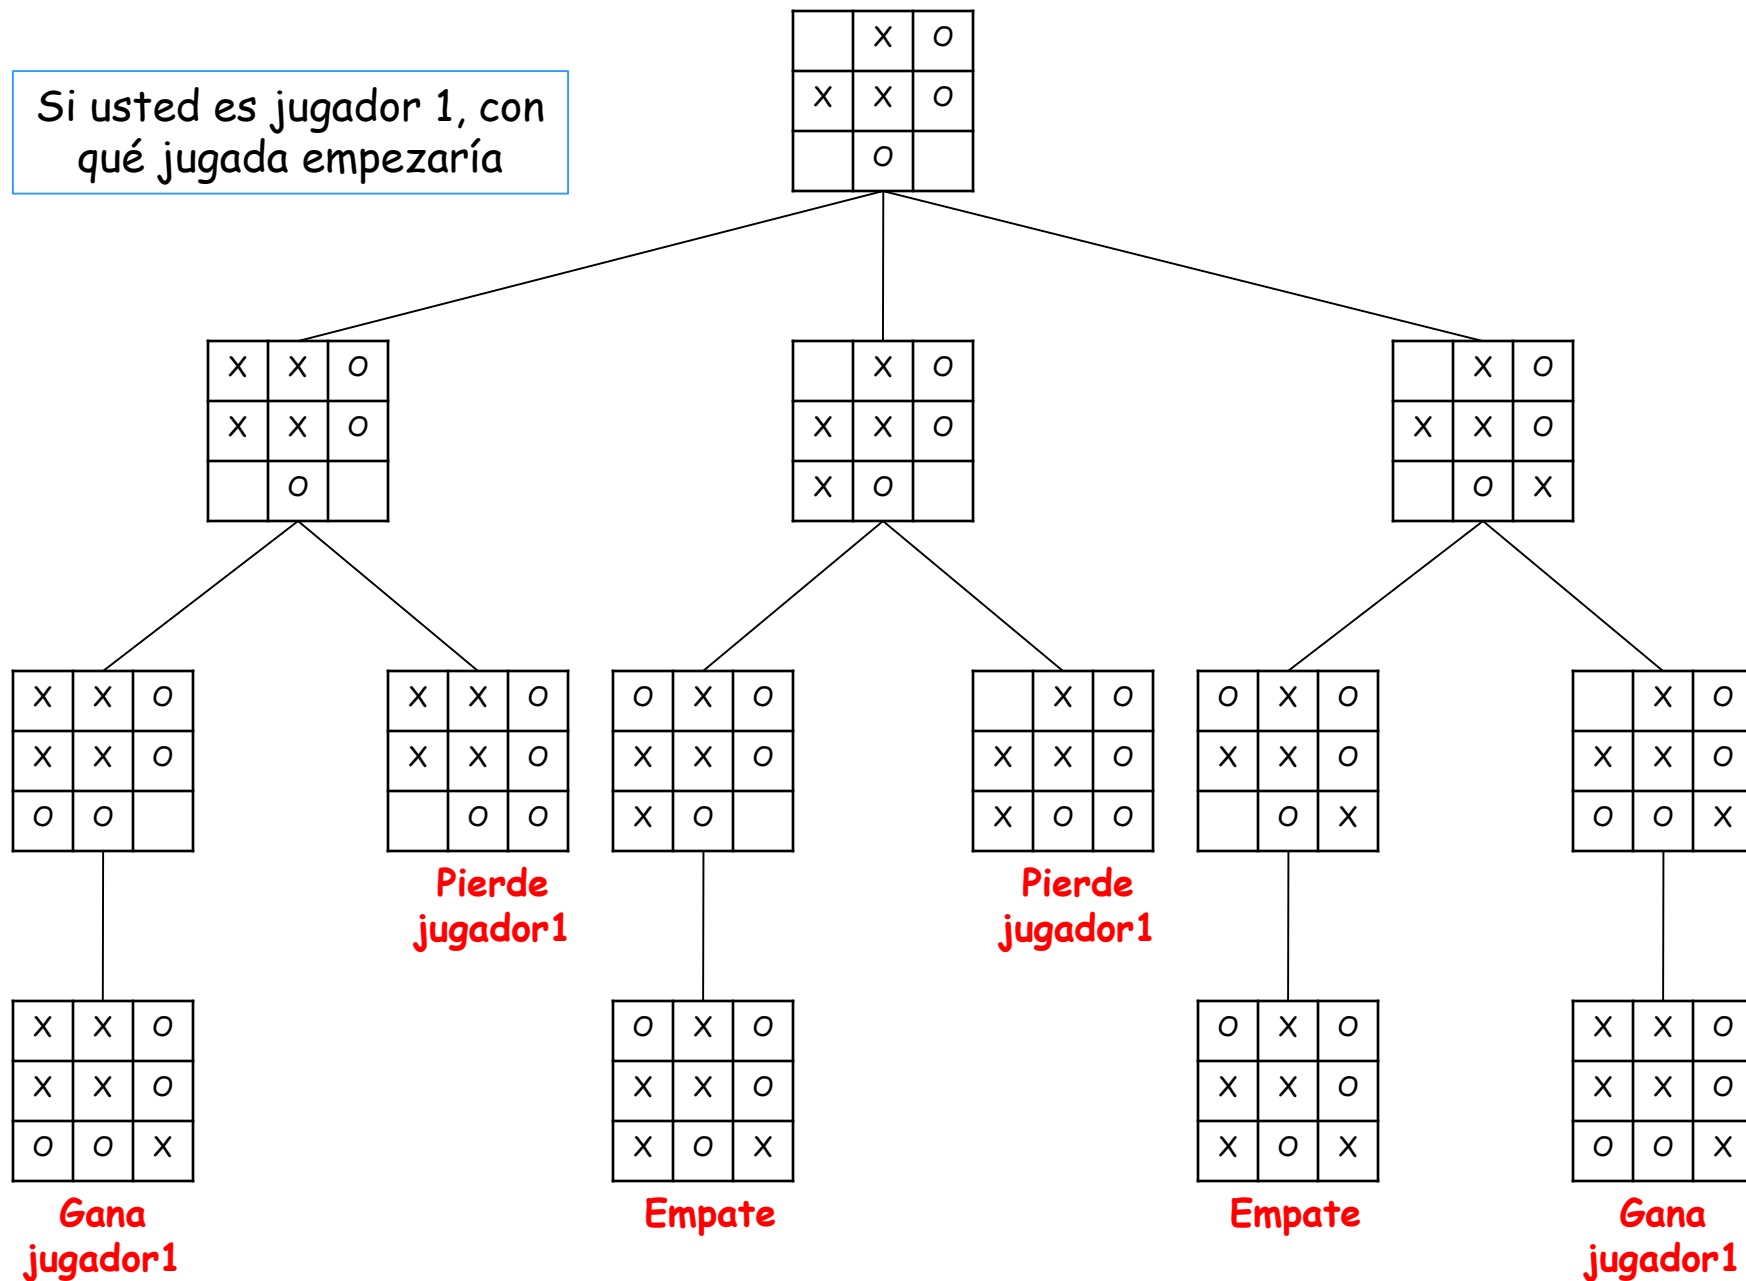 X O
Si usted es jugador 1, con
qué jugada empezaría
X X O
O
X X O
X O
X O
X X O
X X O
X X O
O
X O
O X
X X O
X X O
O X O
X O
O X O
X O
X X O
X X O
X X O
X X O
X X O
X X O
O O
O O
X O
X O O
O X
O O X
Pierde
jugador1
Pierde
jugador1
X X O
O X O
O X O
X X O
X X O
X X O
X X O
X X O
O O X
X O X
X O X
O O X
Gana
jugador1
Empate
Empate
Gana
jugador1